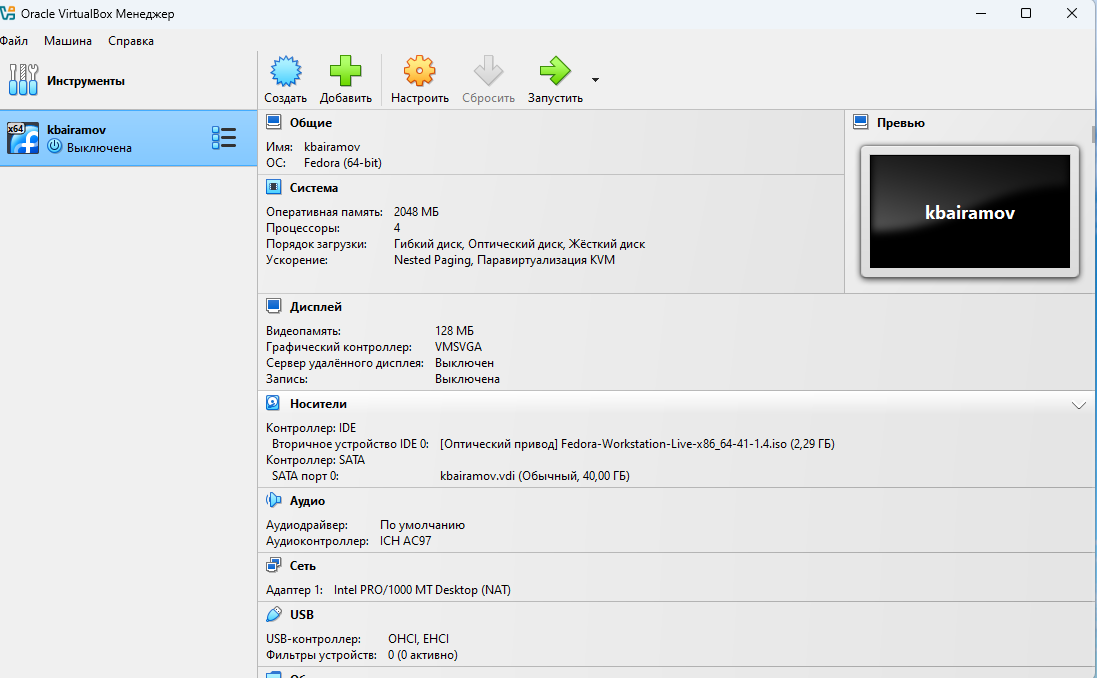 Oracle VirtualBox Менеджер
Файл Машина Справка
Инструменты
Создать Добавить Настроить Сбросить Запустить
x64
kbairamov
Выключена
Общие
Имя: kbairamov
ОС: Fedora (64-bit)
Превью
kbairamov
Система
Оперативная память: 2048 МБ
Процессоры: 4
Порядок загрузки: Гибкий диск, Оптический диск, Жёсткий диск
Ускорение: Nested Paging, Паравиртуализация KVM
Дисплей
Видеопамять: 128 МБ
Графический контроллер: VMSVGA
Сервер удалённого дисплея: Выключен
Запись: Выключена
Носители
Контроллер: IDE
Вторичное устройство IDE 0: [Оптический привод] Fedora-Workstation-Live-x86_64-41-1.4.iso (2,29 ГБ)
Контроллер: SATA
SATA порт 0: kbairamov.vdi (Обычный, 40,00 ГБ)
Аудио
Аудиодрайвер: По умолчанию
Аудиоконтроллер: ICH AC97
Сеть
Адаптер 1: Intel PRO/1000 MT Desktop (NAT)
USB
USB-контроллер: OHCI, EHCI
Фильтры устройств: 0 (0 активно)